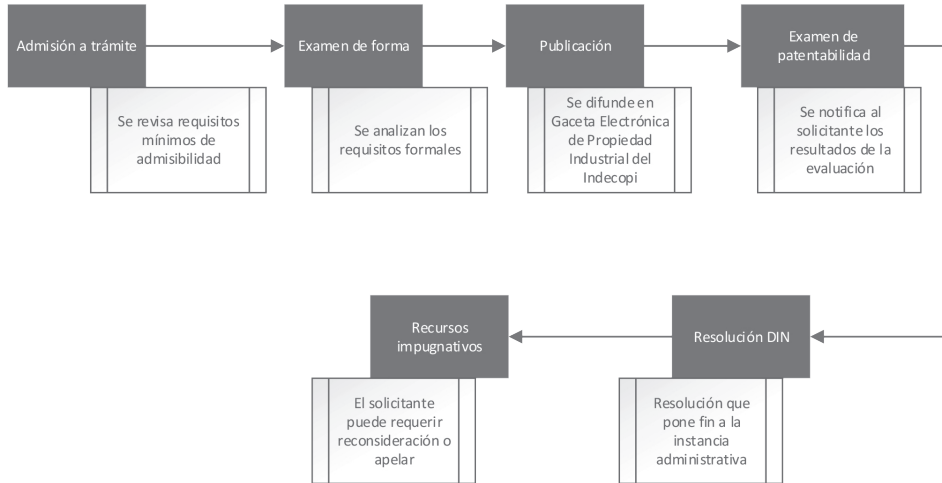 Admisión a trámite
Se revisa requisitos
mínimos de
admisibilidad
Examen de forma
Se analizan los
requisitos formales
Publicación
Se difunde en
Gaceta Electrónica
de Propiedad
Industrial del
Indecopi
Examen de
patentabilidad
Se notifica al
solicitante los
resultados de la
evaluación
Resolución DIN
Resolución que
pone fin a la
instancia
administrativa
Recursos
impugnativos
El solicitante
puede requerir
reconsideración o
apelar